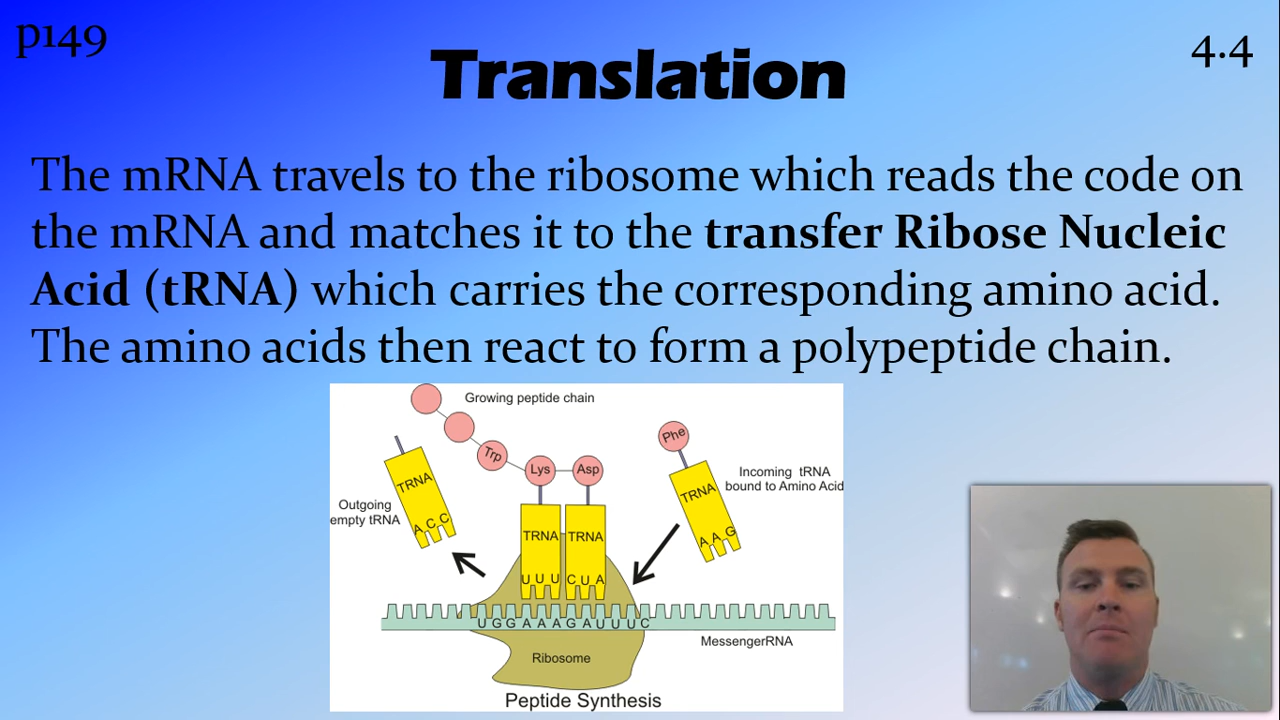 p149
4.4
Translation
The mRNA travels to the ribosome which reads the code on
the mRNA and matches it to the transfer Ribose Nucleic
Acid (tRNA) which carries the corresponding amino acid.
The amino acids then react to form a polypeptide chain.
Growing peptide chain
Trp
Lys
Asp
Phe
Incoming tRNA
bound to Amino Acid
Outgoing
empty tRNA
TRNA
A C C
TRNA
U U U
TRNA
C U A
TRNA
A A G
U G G A A A G A U U U C
MessengerRNA
Ribosome
Peptide Synthesis